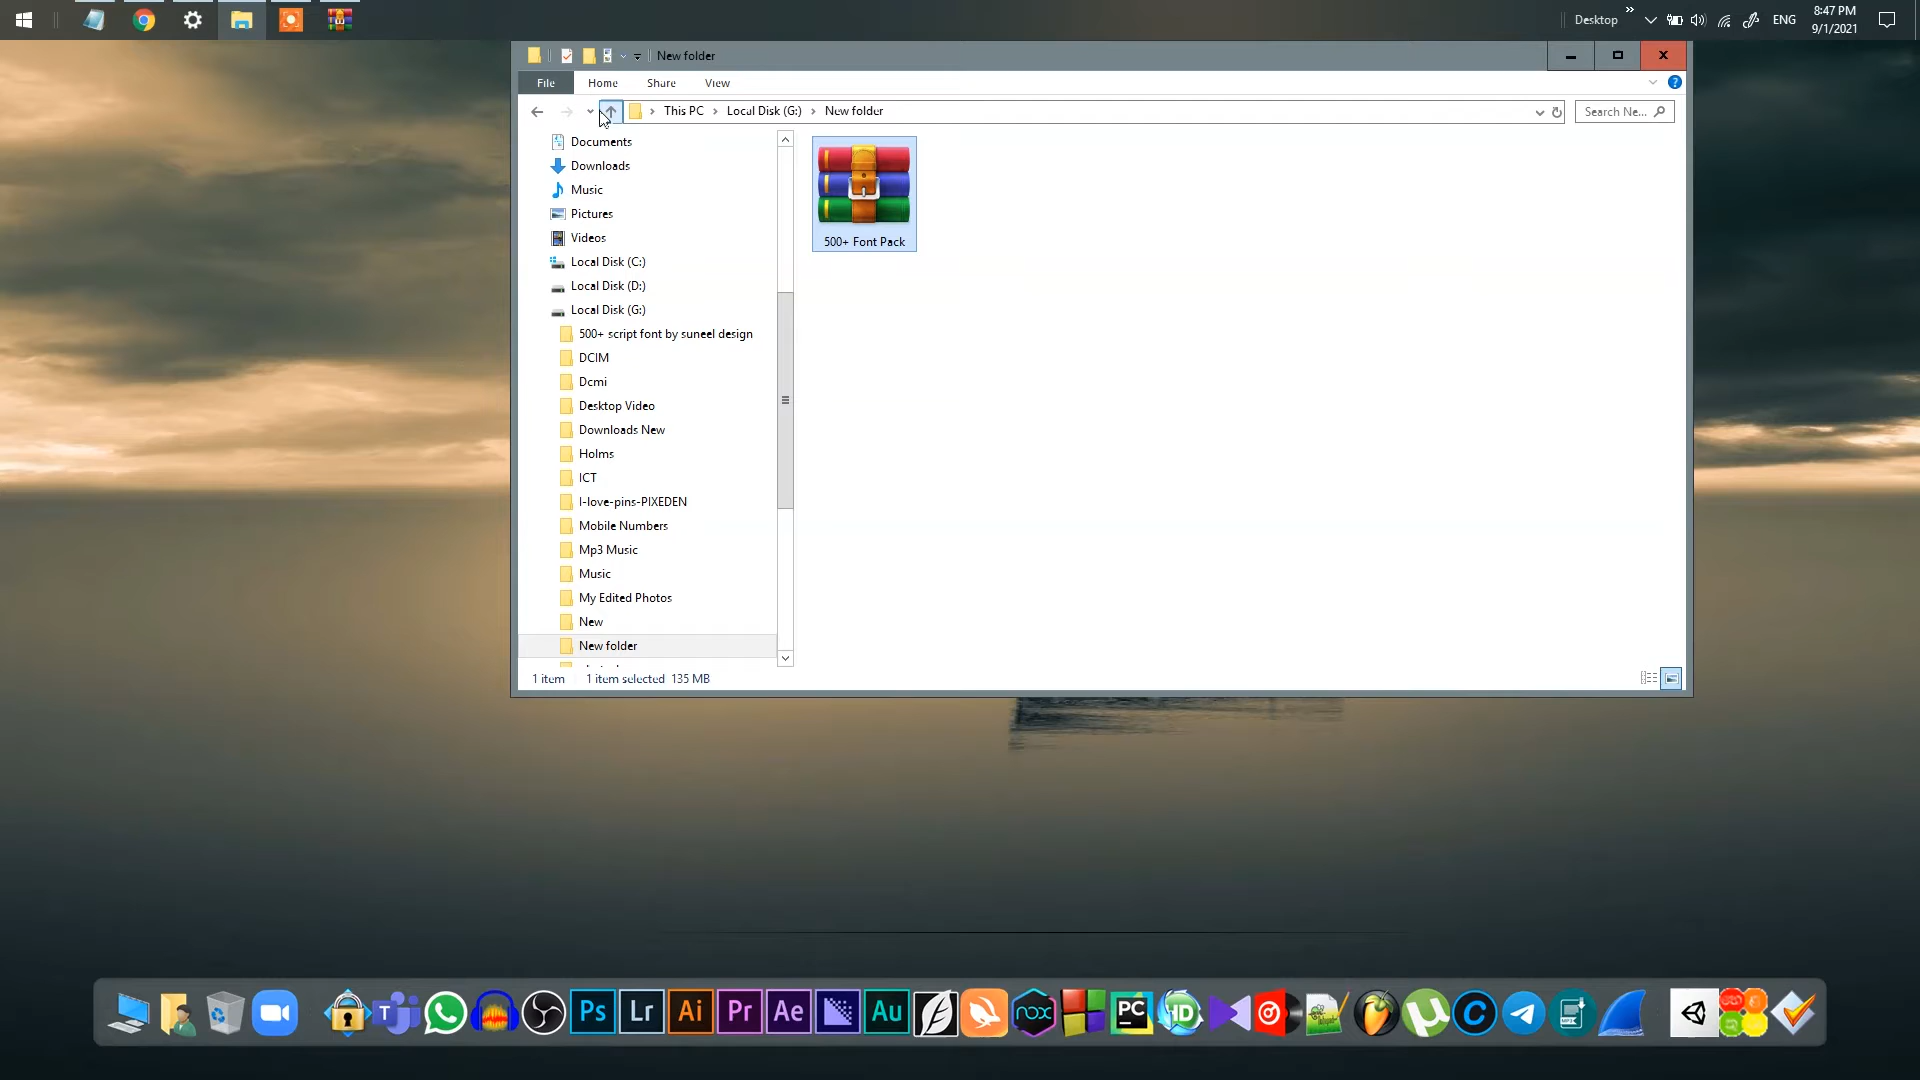 Desktop
ENG
8:47 PM
9/1/2021
New folder
File
Home
Share
View
This PC
Local Disk (G:)
New folder
Search Ne...
Documents
Downloads
Music
Pictures
Videos
Local Disk (C:)
Local Disk (D:)
Local Disk (G:)
500+ script font by suneel design
DCIM
Dcmi
Desktop Video
Downloads New
Holms
ICT
I-love-pins-PIXEDEN
Mobile Numbers
Mp3 Music
Music
My Edited Photos
New
New folder
500+ Font Pack
1 item
1 item selected 135 MB
T
Ps
Lr
Ai
Pr
Ae
Au
nox
PC
HD